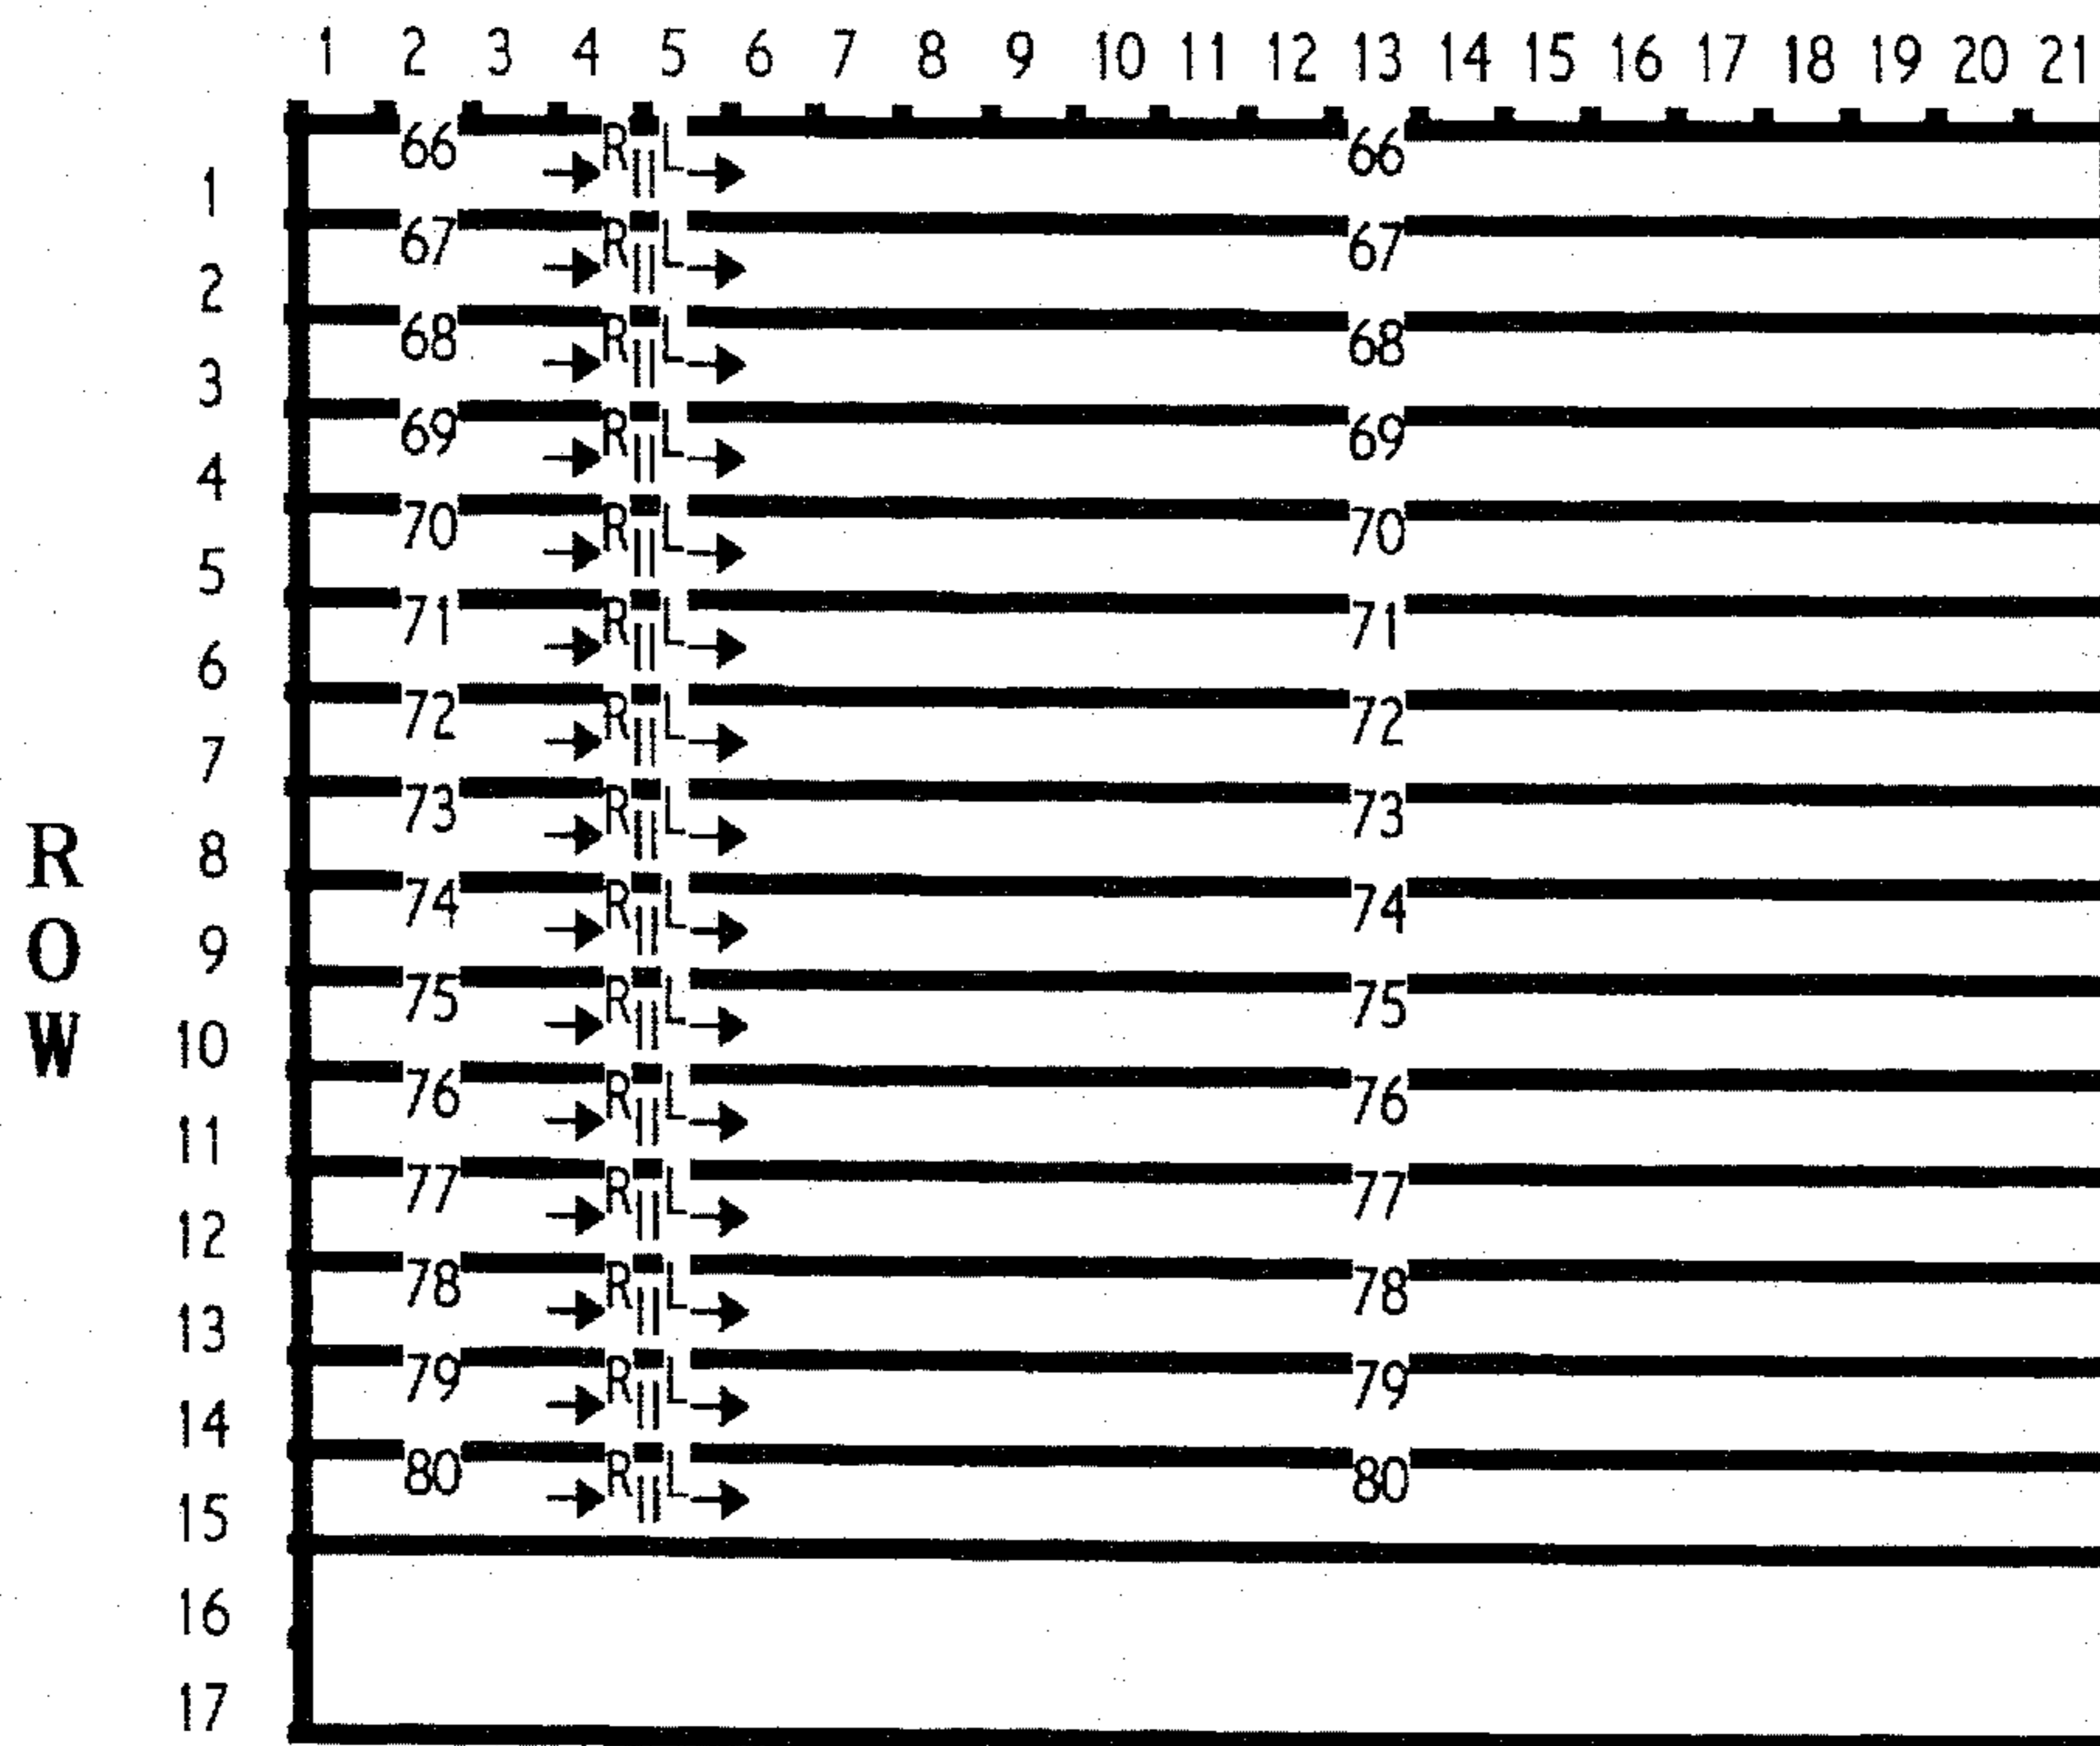 1 2 3 4 5 6 7 8 9 10 11 12 13 14 15 16 17 18 19 20 21
66 R L 66
1
67 R L 67
2
68 R L 68
3
69 R L 69
4
70 R L 70
5
71 R L 71
6
72 R L 72
7
73 R L 73
8
74 R L 74
9
75 R L 75
10
76 R L 76
11
77 R L 77
12
78 R L 78
13
79 R L 79
14
80 R L 80
15
16
17
ROW